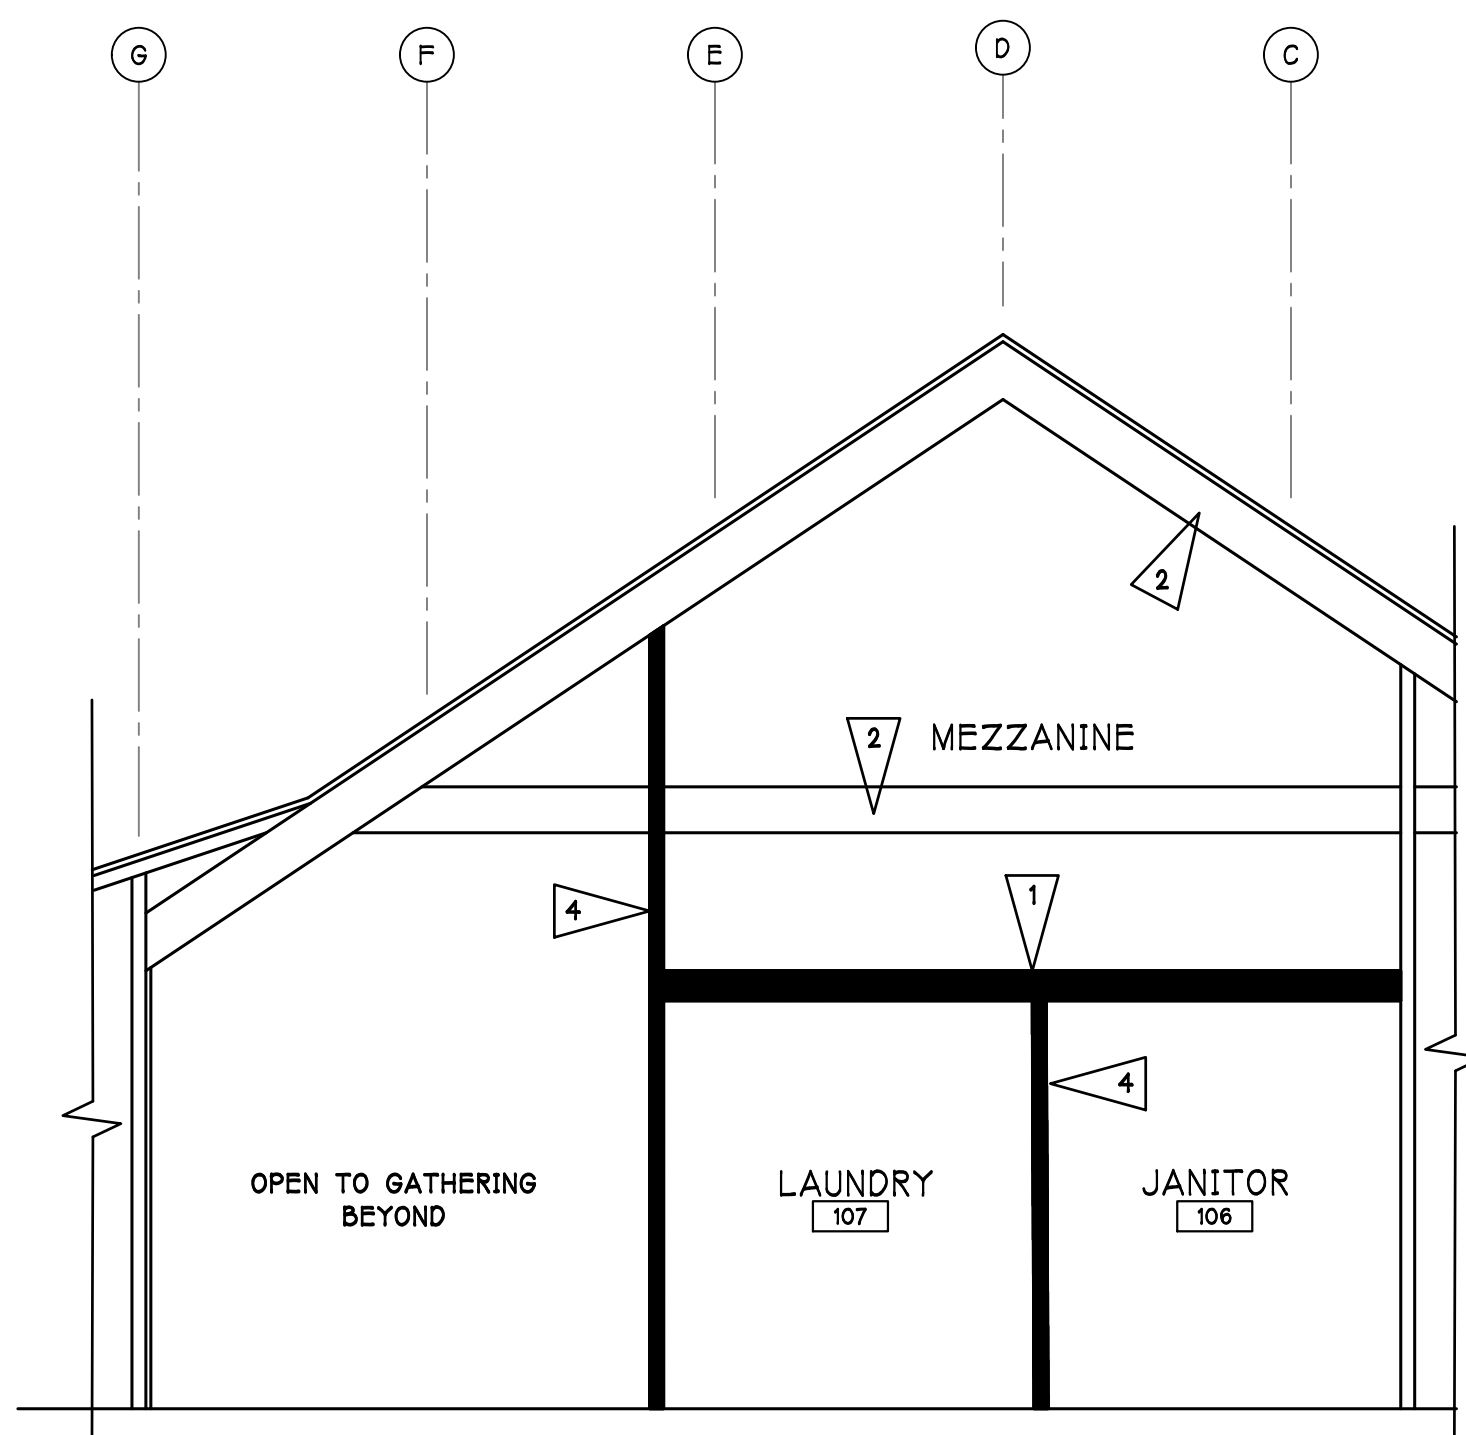 G
F
E
D
C
2
2
MEZZANINE
4
1
4
OPEN TO GATHERING
BEYOND
LAUNDRY
107
JANITOR
106